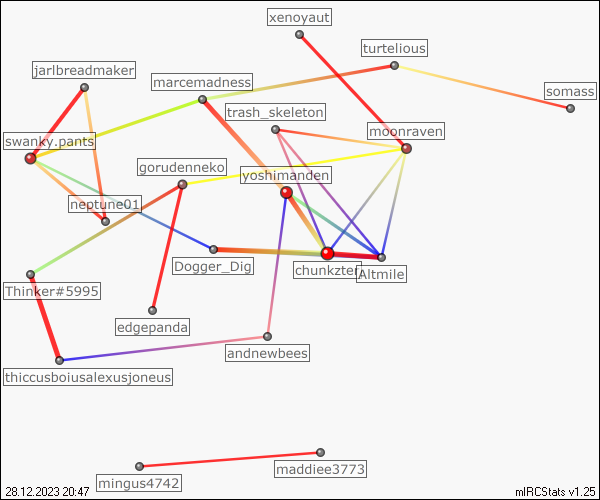 xenoyaut
turtelious
jarlbreadmaker
marcemadness
somass
trash_skeleton
moonraven
swanky.pants
gorudenneko
yoshimanden
neptune01
Dogger_Dig
chunkzter
Altmile
Thinker#5995
edgepanda
andnewbees
thiccusboiusalexusjoneus
maddiee3773
mingus4742
28.12.2023 20:47
mIRCStats v1.25